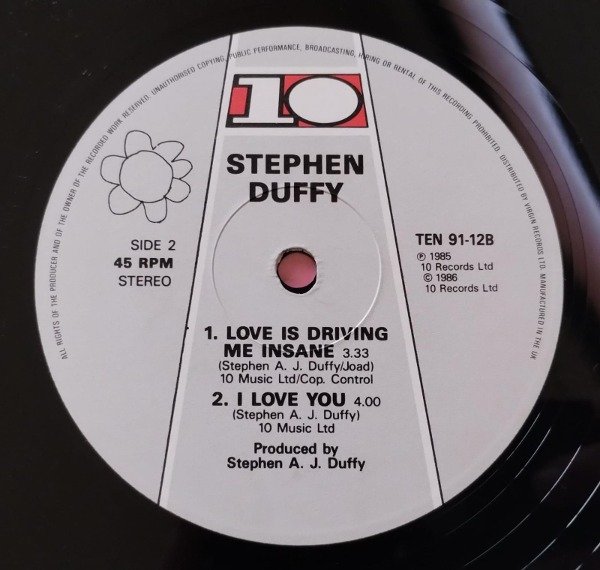 ALL RIGHTS OF THE PRODUCER AND OF THE OWNER OF THE RECORDED WORK RESERVED. UNAUTHORISED COPYING, PUBLIC PERFORMANCE, BROADCASTING, HIRING OR RENTAL OF THIS RECORDING PROHIBITED. DISTRIBUTED BY VIRGIN RECORDS LTD. MANUFACTURED IN THE UK
10
STEPHEN
DUFFY
SIDE 2
45 RPM
STEREO
TEN 91-12B
℗ 1985
10 Records Ltd
© 1986
10 Records Ltd
1. LOVE IS DRIVING
ME INSANE 3.33
(Stephen A. J. Duffy/Joad)
10 Music Ltd/Cop. Control
2. I LOVE YOU 4.00
(Stephen A. J. Duffy)
10 Music Ltd
Produced by
Stephen A. J. Duffy